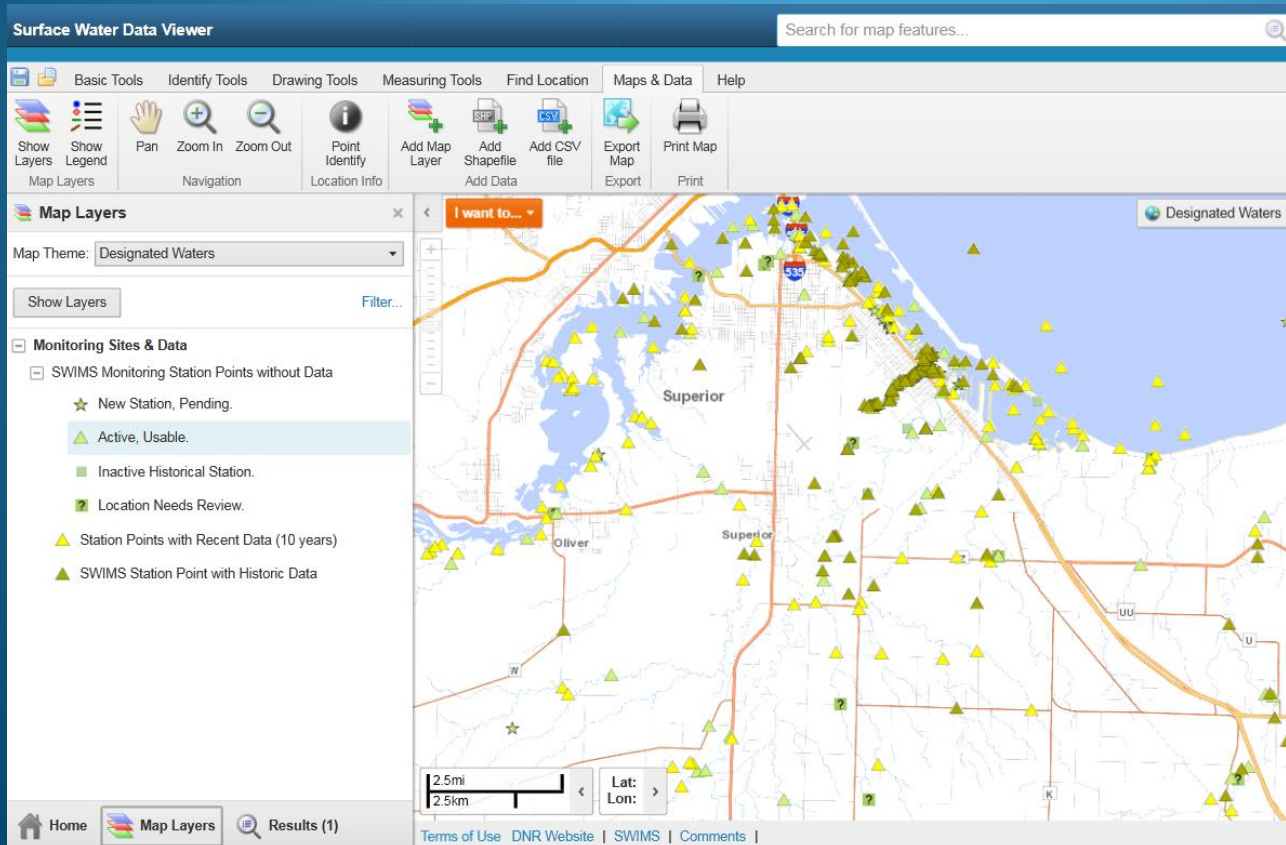 Surface Water Data Viewer
Search for map features...
Basic Tools Identify Tools Drawing Tools Measuring Tools Find Location Maps & Data Help
Show Layers
Show Legend
Pan
Zoom In
Zoom Out
Point Identify
Add Map Layer
SHP
Add Shapefile
CSV
Add CSV file
Export Map
Print Map
Map Layers Navigation Location Info Add Data Export Print
Map Layers
I want to...
Designated Waters
Map Theme: Designated Waters
Show Layers
Filter...
Monitoring Sites & Data
SWIMS Monitoring Station Points without Data
New Station, Pending.
Active, Usable.
Inactive Historical Station.
? Location Needs Review.
Station Points with Recent Data (10 years)
SWIMS Station Point with Historic Data
535
Superior
Oliver
Superior
UU
U
W
K
2.5mi
2.5km
Lat:
Lon:
Home
Map Layers
Results (1)
Terms of Use DNR Website | SWIMS | Comments |